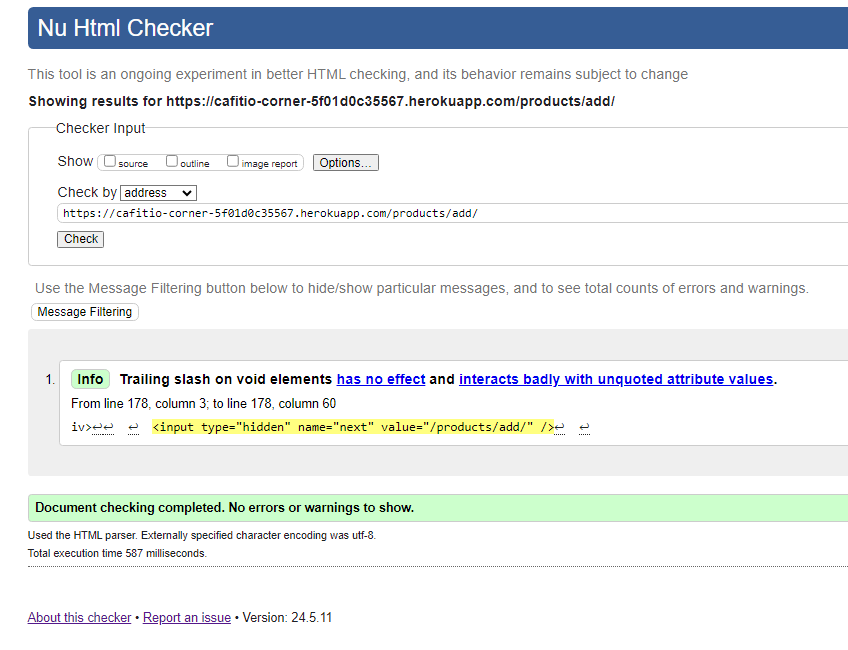 Nu Html Checker
This tool is an ongoing experiment in better HTML checking, and its behavior remains subject to change
Showing results for https://cafitio-corner-5f01d0c35567.herokuapp.com/products/add/
Checker Input
Show source outline image report Options...
Check by address
https://cafitio-corner-5f01d0c35567.herokuapp.com/products/add/
Check
Use the Message Filtering button below to hide/show particular messages, and to see total counts of errors and warnings.
Message Filtering
1. Info Trailing slash on void elements has no effect and interacts badly with unquoted attribute values.
From line 178, column 3; to line 178, column 60
iv>↩↩ ↩ <input type="hidden" name="next" value="/products/add/" />↩ ↩
Document checking completed. No errors or warnings to show.
Used the HTML parser. Externally specified character encoding was utf-8.
Total execution time 587 milliseconds.
About this checker • Report an issue • Version: 24.5.11